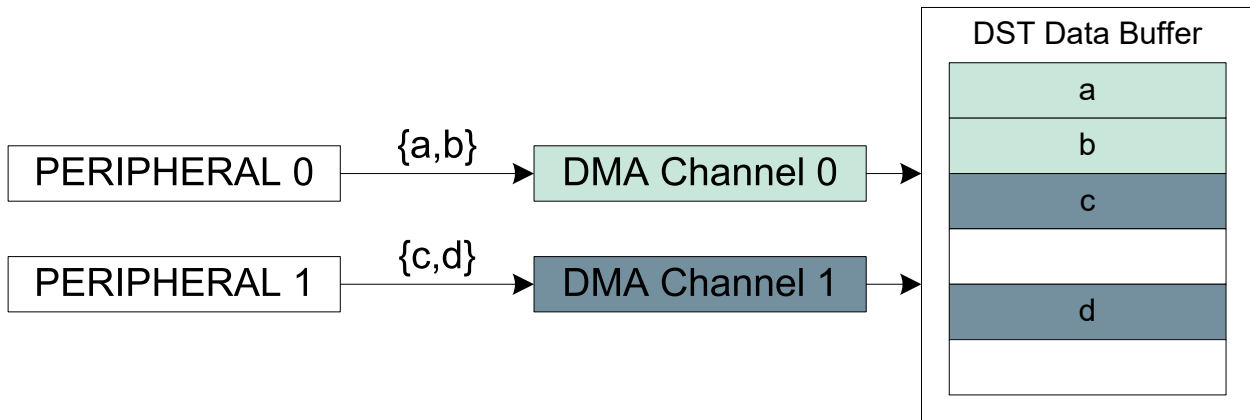 DST Data Buffer
a
b
c
d
{a,b}
PERIPHERAL 0
DMA Channel 0
{c,d}
PERIPHERAL 1
DMA Channel 1